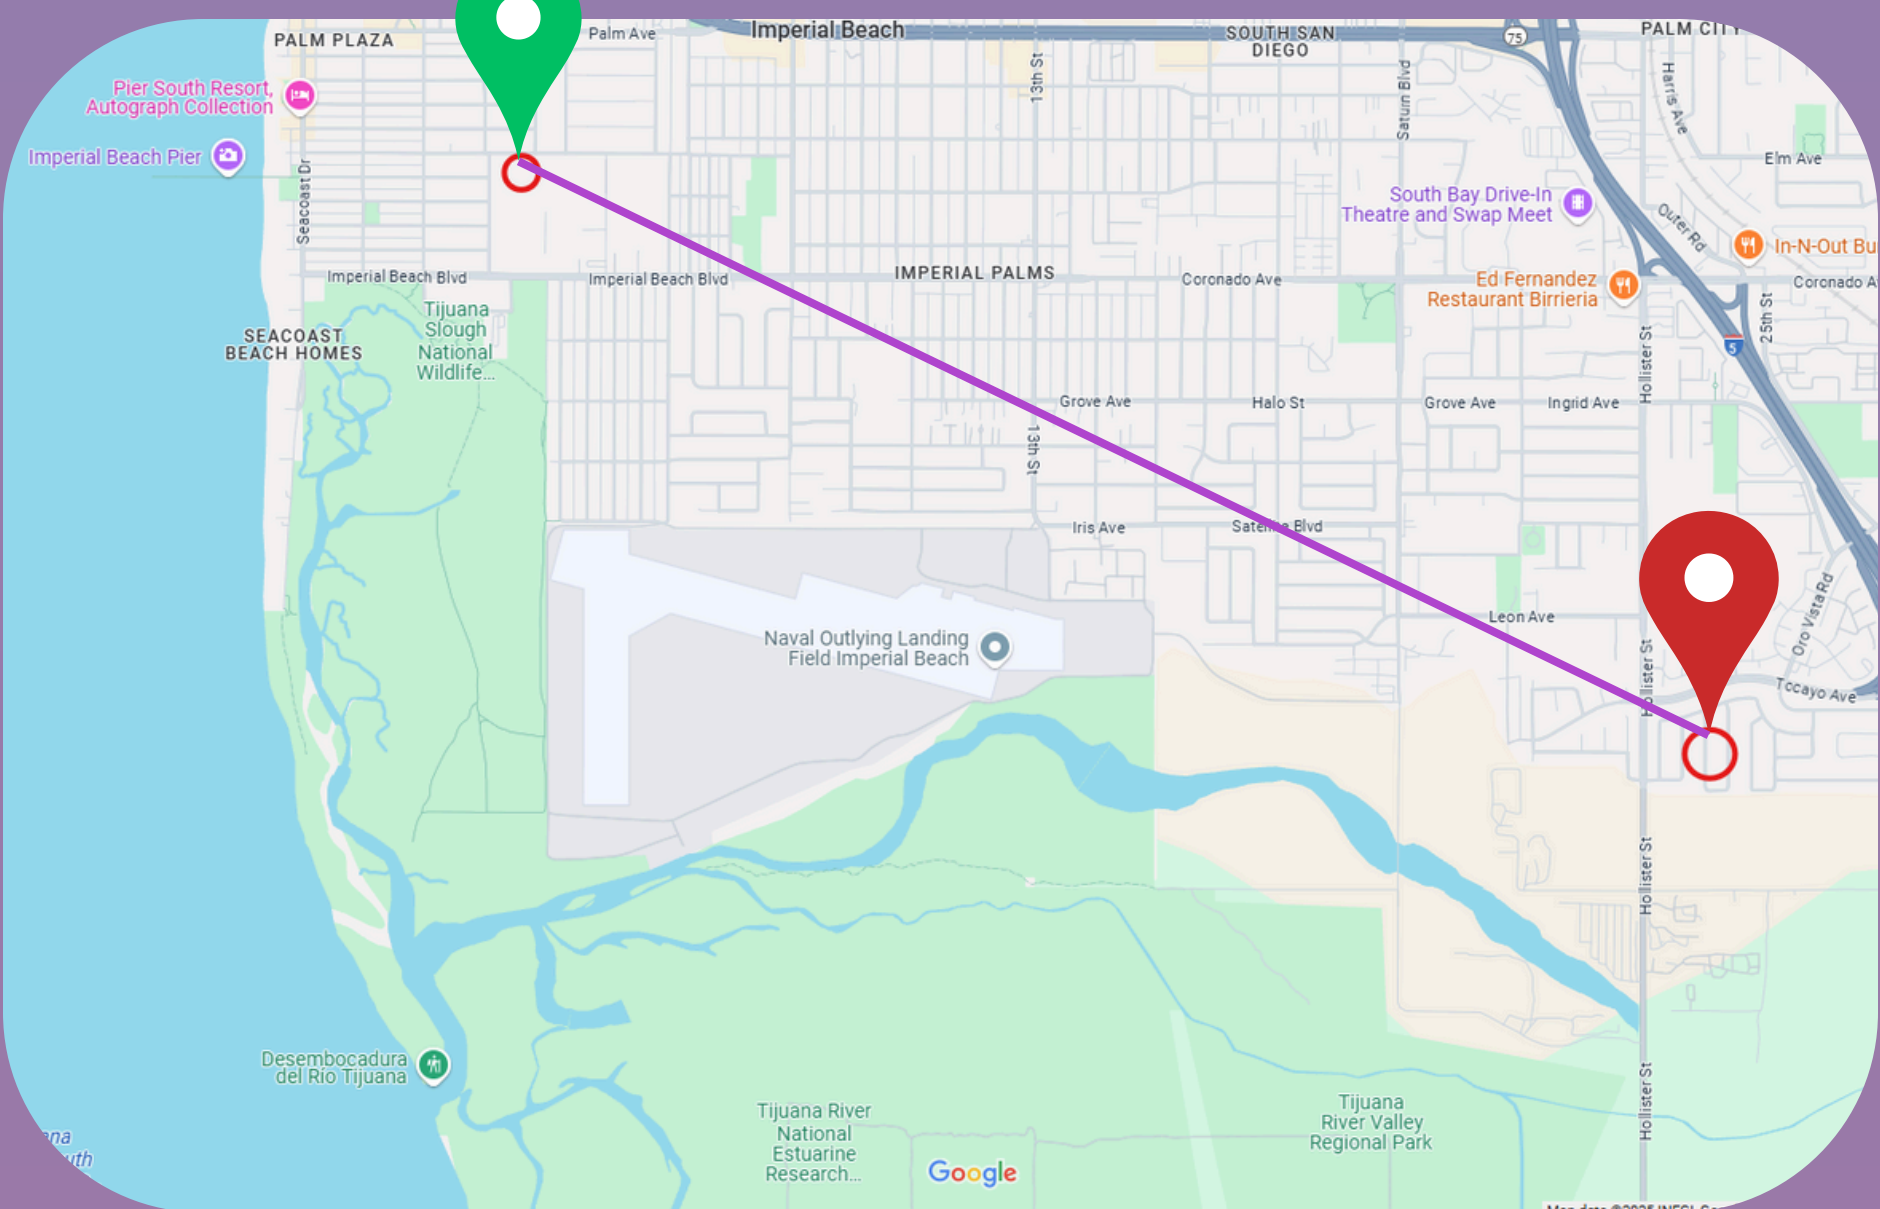 PALM PLAZA
Palm Ave
Imperial Beach
SOUTH SAN
DIEGO
75
PALM CITY
Pier South Resort,
Autograph Collection
Imperial Beach Pier
Seacoast Dr
13th St
Saturn Blvd
Harris Ave
Elm Ave
South Bay Drive-In
Theatre and Swap Meet
Outer Rd
In-N-Out Bu
Imperial Beach Blvd
Imperial Beach Blvd
IMPERIAL PALMS
Coronado Ave
Ed Fernandez
Restaurant Birrieria
Coronado A
25th St
5
Tijuana
Slough
National
Wildlife...
SEACOAST
BEACH HOMES
Hollister St
Grove Ave
Halo St
Grove Ave
Ingrid Ave
13th St
Iris Ave
Satellite Blvd
Leon Ave
Oro Vista Rd
Naval Outlying Landing
Field Imperial Beach
Hollister St
Tocayo Ave
Hollister St
Desembocadura
del Río Tijuana
Hollister St
Tijuana River
National
Estuarine
Research...
Tijuana
River Valley
Regional Park
Google